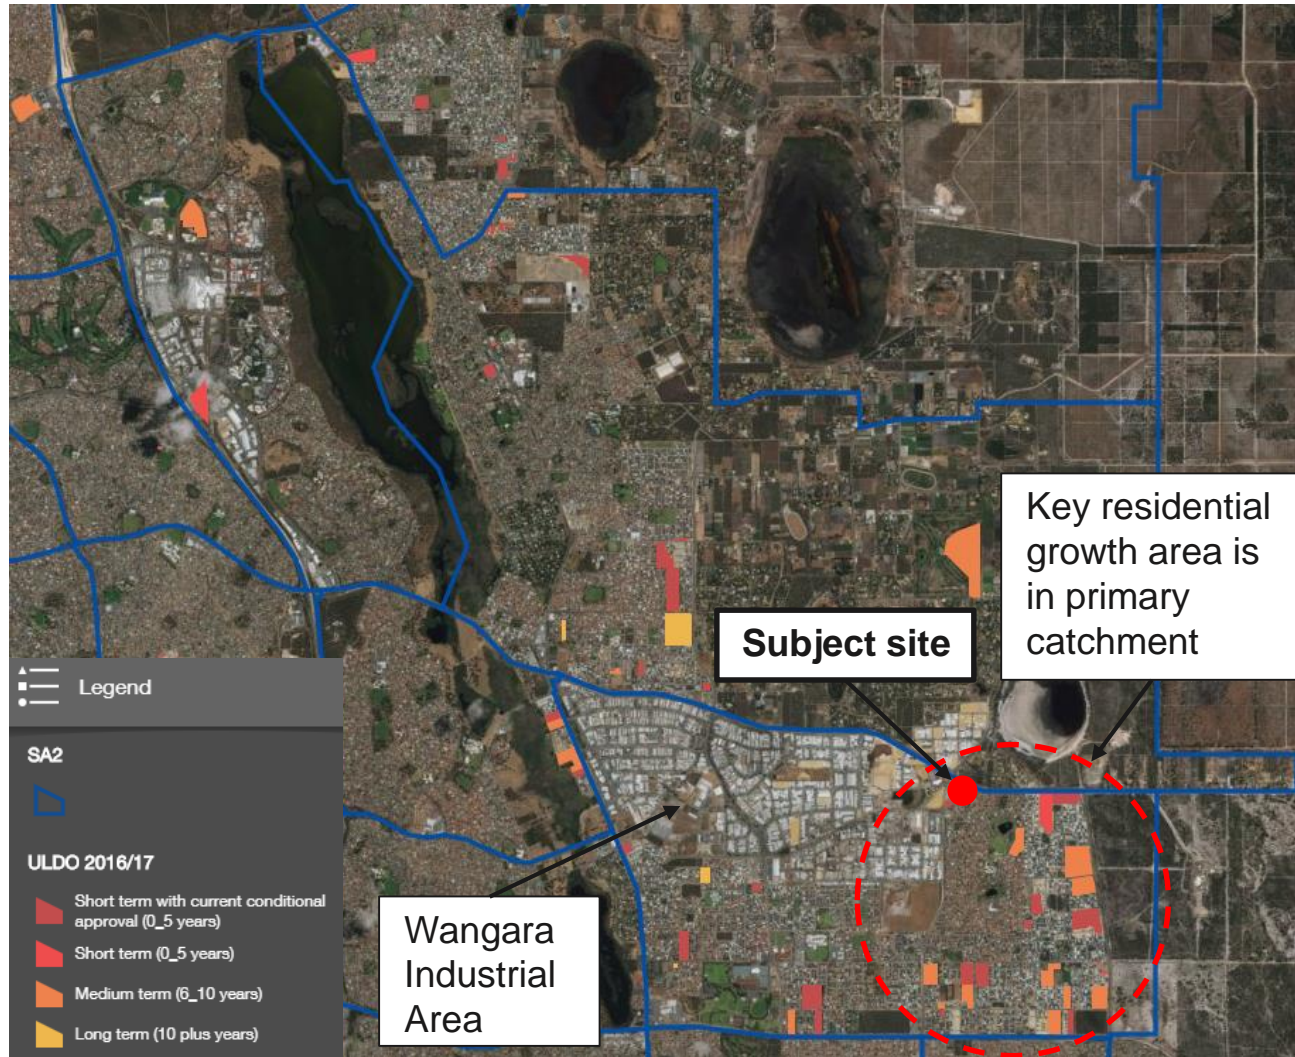 Key residential
growth area is
in primary
catchment
Subject site
Legend
SA2
ULDO 2016/17
Short term with current conditional
approval (0_5 years)
Short term (0_5 years)
Medium term (6_10 years)
Long term (10 plus years)
Wangara
Industrial
Area